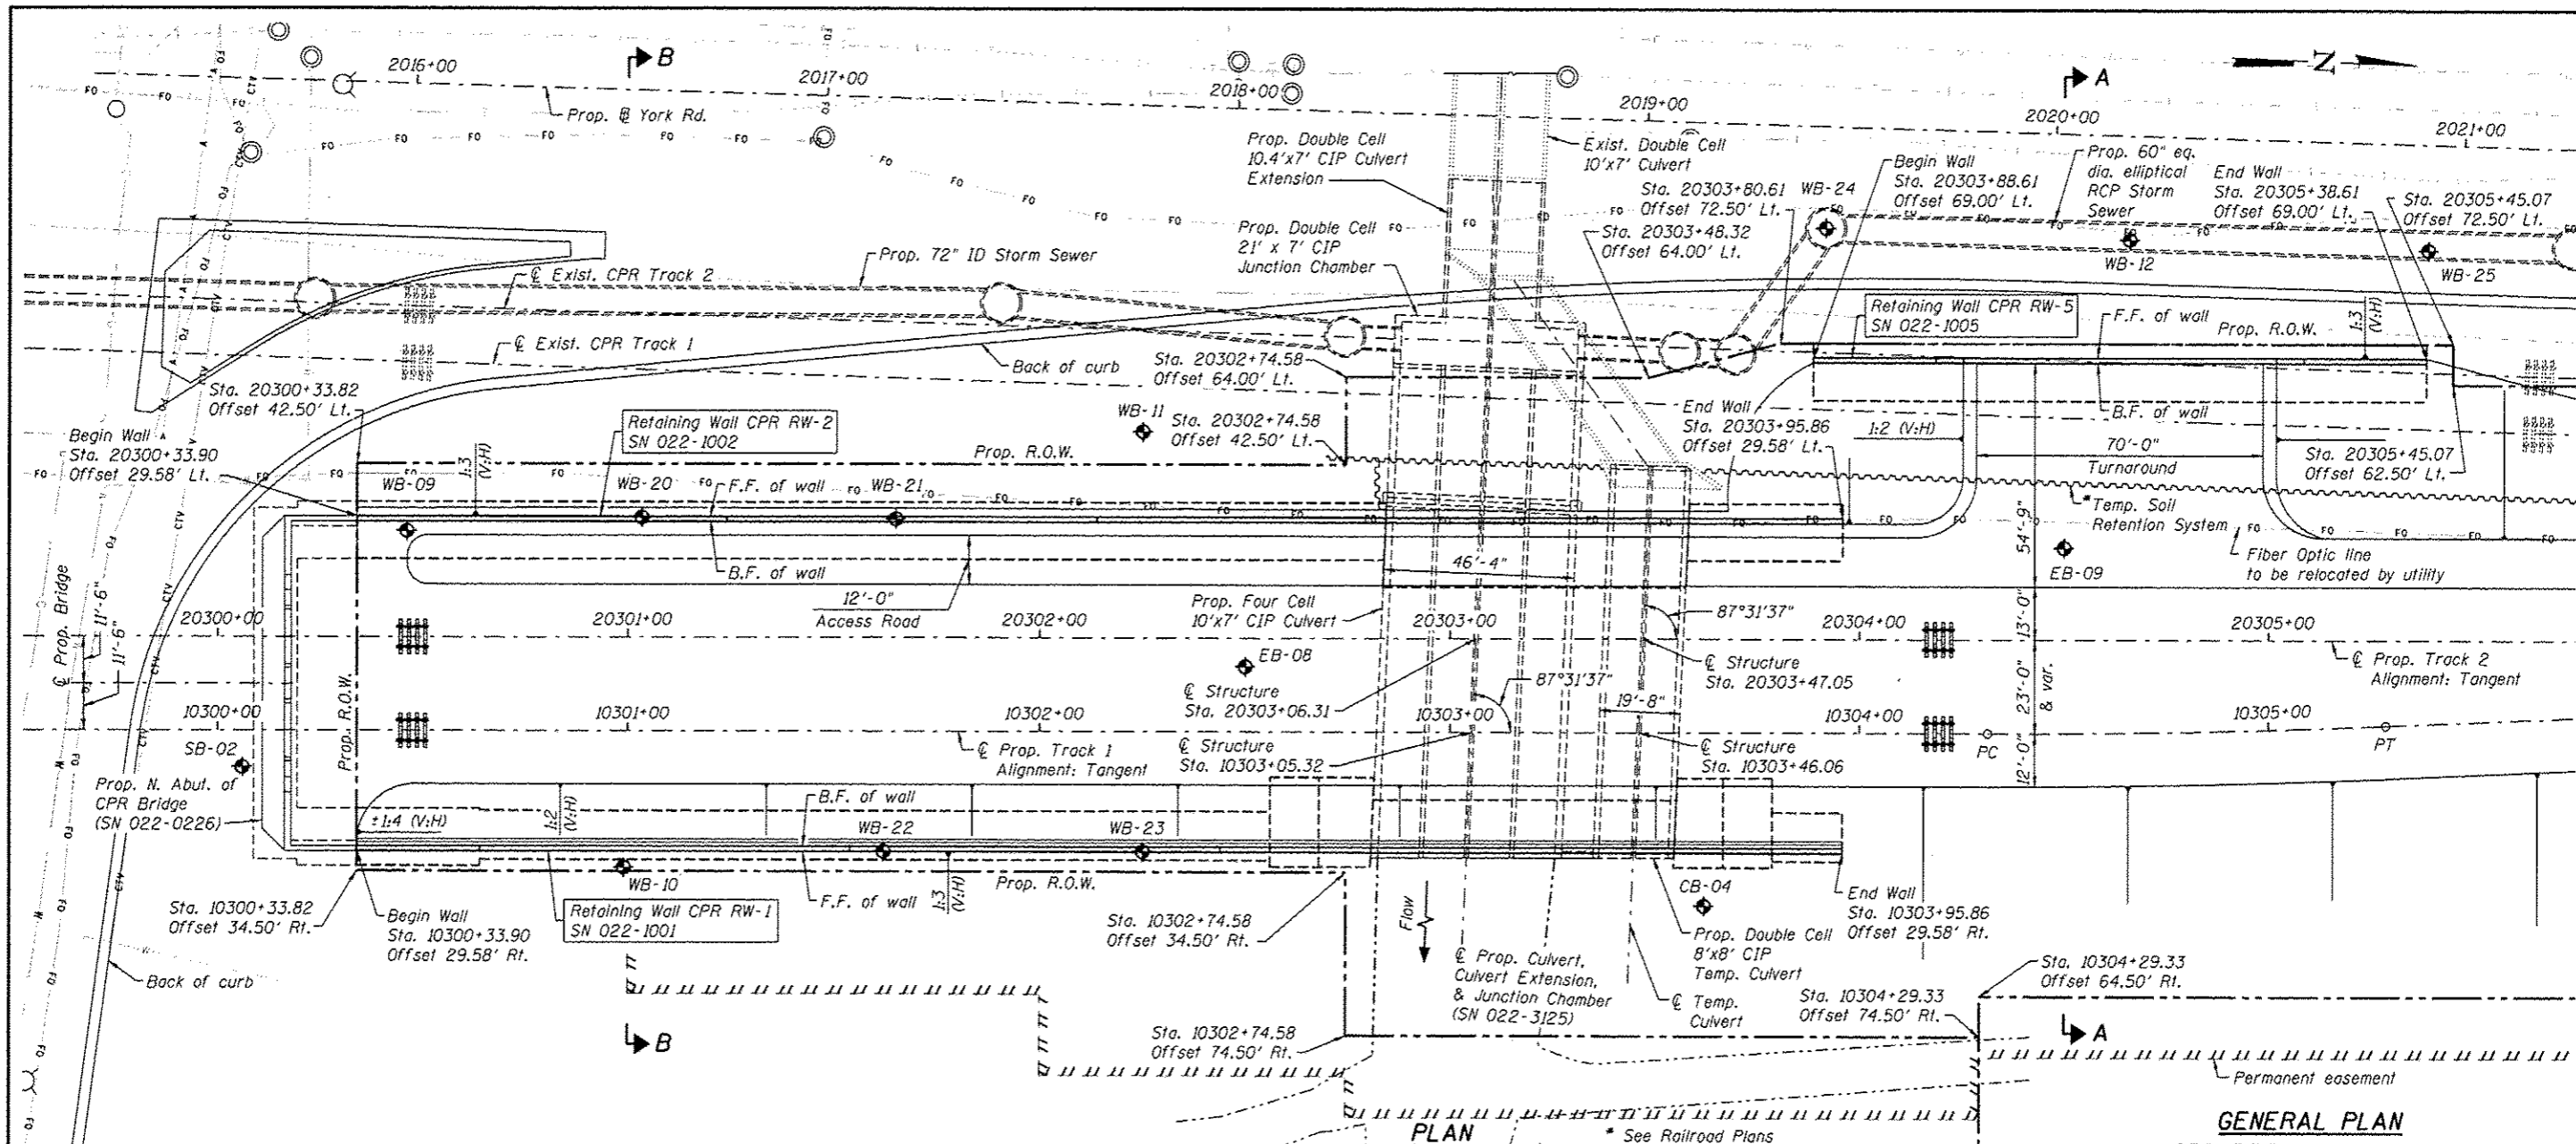 B
A
N
2016+00
2017+00
2018+00
2019+00
2020+00
2021+00
Prop. ℄ York Rd.
Prop. Double Cell
10.4'x7' CIP Culvert
Extension
Exist. Double Cell
10'x7' Culvert
Begin Wall
Sta. 20303+88.61
Offset 69.00' Lt.
Prop. 60" eq.
dia. elliptical
RCP Storm
Sewer
End Wall
Sta. 20305+38.61
Offset 69.00' Lt.
Sta. 20305+45.07
Offset 72.50' Lt.
Sta. 20303+80.61
Offset 72.50' Lt.
WB-24
Sta. 20303+48.32
Offset 64.00' Lt.
WB-12
WB-25
Prop. Double Cell
21' x 7' CIP
Junction Chamber
Prop. 72" ID Storm Sewer
℄ Exist. CPR Track 2
℄ Exist. CPR Track 1
Back of curb
Retaining Wall CPR RW-5
SN 022-1005
F.F. of wall
Prop. R.O.W.
1:3
(V:H)
Sta. 20302+74.58
Offset 64.00' Lt.
Sta. 20300+33.82
Offset 42.50' Lt.
Retaining Wall CPR RW-2
SN 022-1002
WB-11
Sta. 20302+74.58
Offset 42.50' Lt.
End Wall
Sta. 20303+95.86
Offset 29.58' Lt.
B.F. of wall
1:2 (V:H)
70'-0"
Turnaround
Sta. 20305+45.07
Offset 62.50' Lt.
Begin Wall
Sta. 20300+33.90
Offset 29.58' Lt.
Prop. R.O.W.
1:3
(V:H)
WB-09
WB-20
F.F. of wall
WB-21
* Temp. Soil
Retention System
Fiber Optic line
to be relocated by utility
EB-09
54'-9"
B.F. of wall
46'-4"
12'-0"
Access Road
Prop. Four Cell
10'x7' CIP Culvert
87°31'37"
℄ Prop. Bridge
11'-6"
11'-6"
20300+00
20301+00
20302+00
20303+00
20304+00
20305+00
13'-0"
EB-08
℄ Structure
Sta. 20303+47.05
℄ Prop. Track 2
Alignment: Tangent
℄ Structure
Sta. 20303+06.31
87°31'37"
19'-8"
23'-0"
& var.
Prop. R.O.W.
10300+00
10301+00
10302+00
10303+00
10304+00
10305+00
PC
PT
SB-02
℄ Prop. Track 1
Alignment: Tangent
℄ Structure
Sta. 10303+05.32
℄ Structure
Sta. 10303+46.06
12'-0"
Prop. N. Abut. of
CPR Bridge
(SN 022-0226)
±1:4 (V:H)
1:2
(V:H)
B.F. of wall
WB-22
WB-23
WB-10
F.F. of wall
1:3
(V:H)
Prop. R.O.W.
Sta. 10300+33.82
Offset 34.50' Rt.
Begin Wall
Sta. 10300+33.90
Offset 29.58' Rt.
Retaining Wall CPR RW-1
SN 022-1001
Sta. 10302+74.58
Offset 34.50' Rt.
Flow
CB-04
End Wall
Sta. 10303+95.86
Offset 29.58' Rt.
Prop. Double Cell
8'x8' CIP
Temp. Culvert
℄ Prop. Culvert,
Culvert Extension,
& Junction Chamber
(SN 022-3125)
℄ Temp.
Culvert
Back of curb
Sta. 10304+29.33
Offset 64.50' Rt.
Sta. 10304+29.33
Offset 74.50' Rt.
Sta. 10302+74.58
Offset 74.50' Rt.
B
A
Permanent easement
PLAN
* See Railroad Plans
GENERAL PLAN